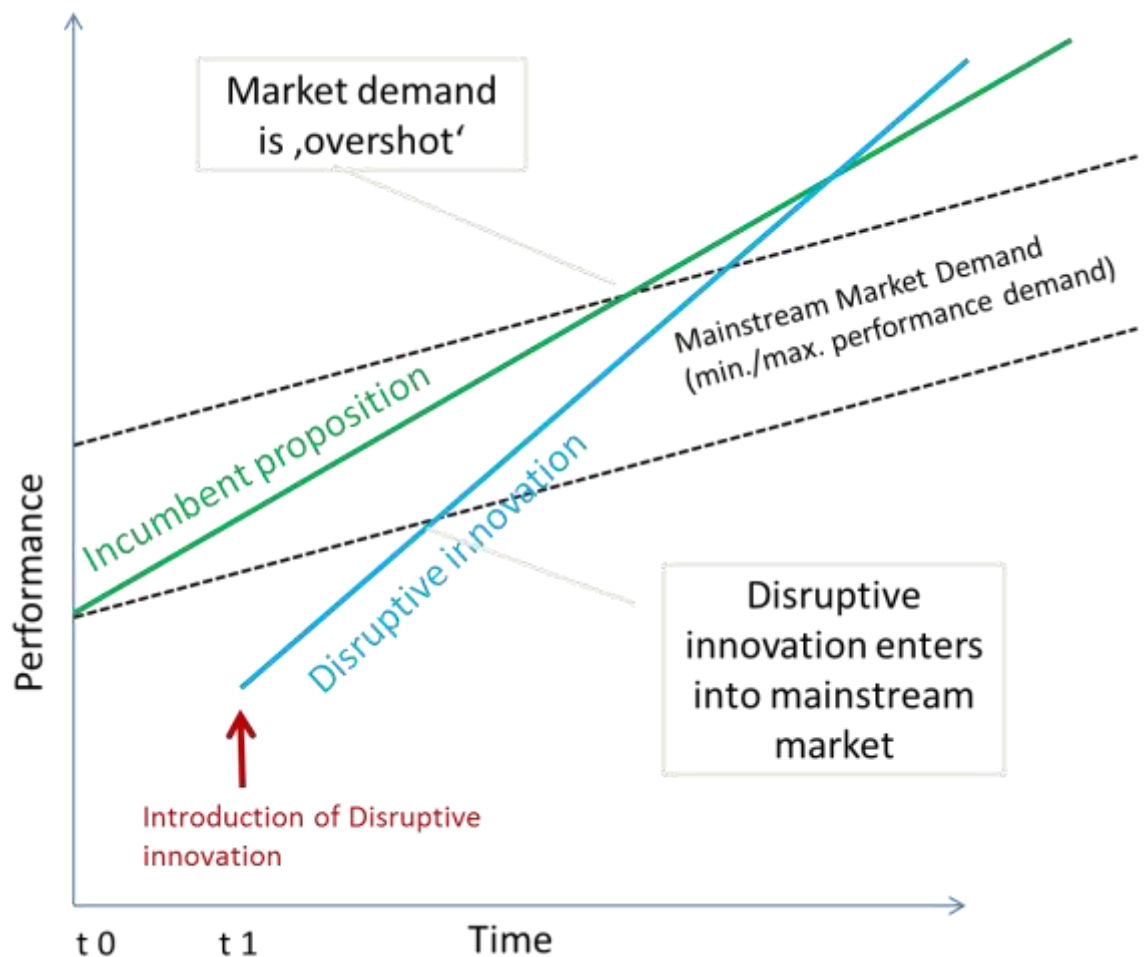 Market demand
is ‚overshot‘
Mainstream Market Demand
(min./max. performance demand)
Incumbent proposition
Disruptive innovation
Performance
Disruptive
innovation enters
into mainstream
market
Introduction of Disruptive
innovation
t 0
t 1
Time